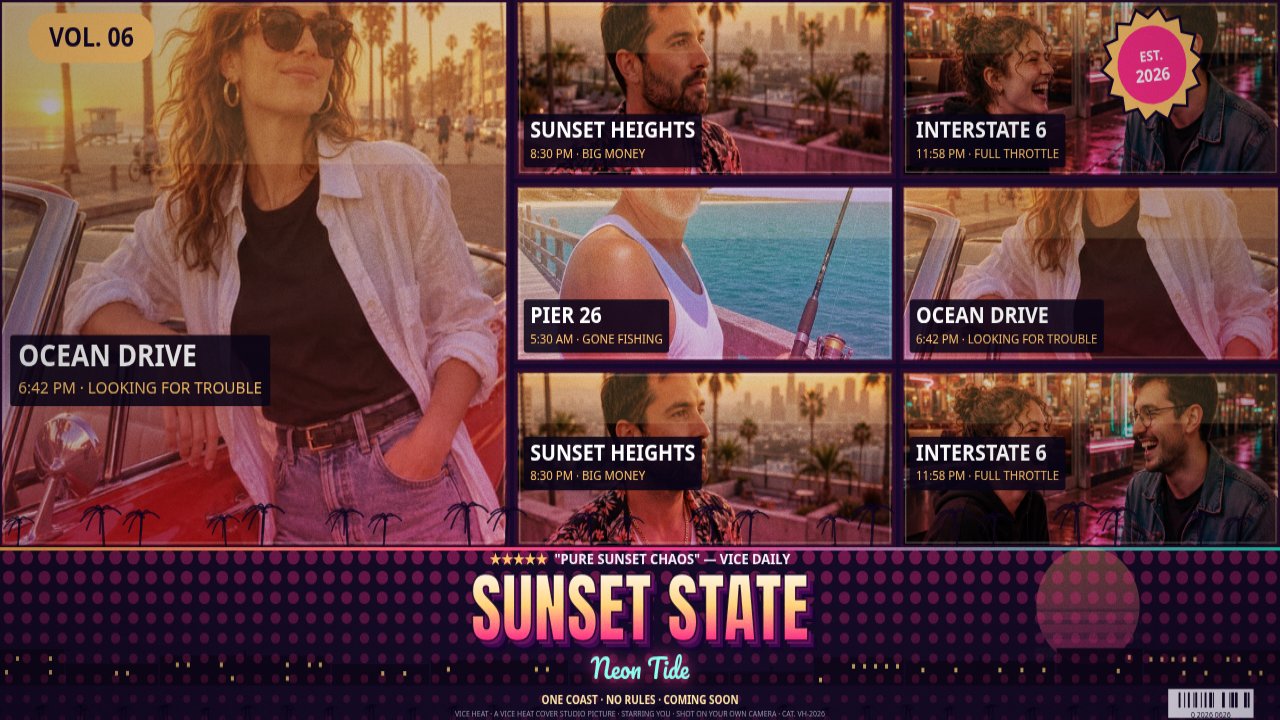 VOL. 06
OCEAN DRIVE
6:42 PM · LOOKING FOR TROUBLE
SUNSET HEIGHTS
8:30 PM · BIG MONEY
INTERSTATE 6
11:58 PM · FULL THROTTLE
EST.
2026
PIER 26
5:30 AM · GONE FISHING
OCEAN DRIVE
6:42 PM · LOOKING FOR TROUBLE
SUNSET HEIGHTS
8:30 PM · BIG MONEY
INTERSTATE 6
11:58 PM · FULL THROTTLE
★★★★★ "PURE SUNSET CHAOS" — VICE DAILY
SUNSET STATE
Neon Tide
ONE COAST · NO RULES · COMING SOON
VICE HEAT · A VICE HEAT COVER STUDIO PICTURE · STARRING YOU · SHOT ON YOUR OWN CAMERA · CAT. VH-2026